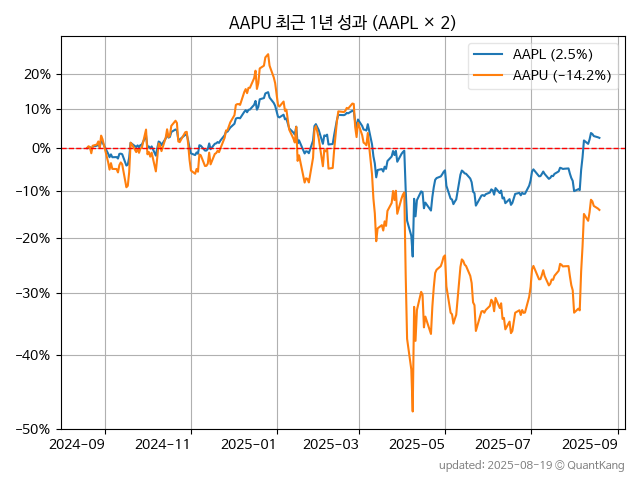 AAPU 최근 1년 성과 (AAPL × 2)
AAPL (2.5%)
AAPU (−14.2%)
20%
10%
0%
−10%
−20%
−30%
−40%
−50%
2024−09 2024−11 2025−01 2025−03 2025−05 2025−07 2025−09
updated: 2025−08−19 © QuantKang